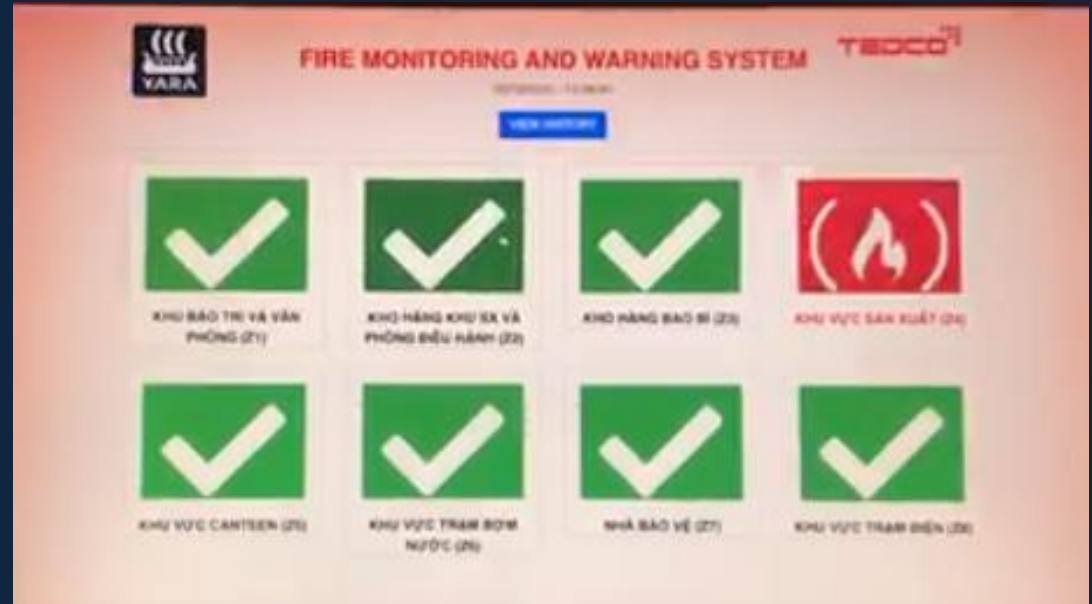 YARA
FIRE MONITORING AND WARNING SYSTEM
TEDCO
VIEW HISTORY
KHU BẢO TRÌ VÀ VĂN
PHÒNG (Z1)
KHO HÀNG KHU SX VÀ
PHÒNG ĐIỀU HÀNH (Z2)
KHO HÀNG BAO BÌ (Z3)
KHU VỰC SẢN XUẤT (Z4)
KHU VỰC CANTEEN (Z5)
KHU VỰC TRẠM BƠM
NƯỚC (Z6)
NHÀ BẢO VỆ (Z7)
KHU VỰC TRẠM ĐIỆN (Z8)